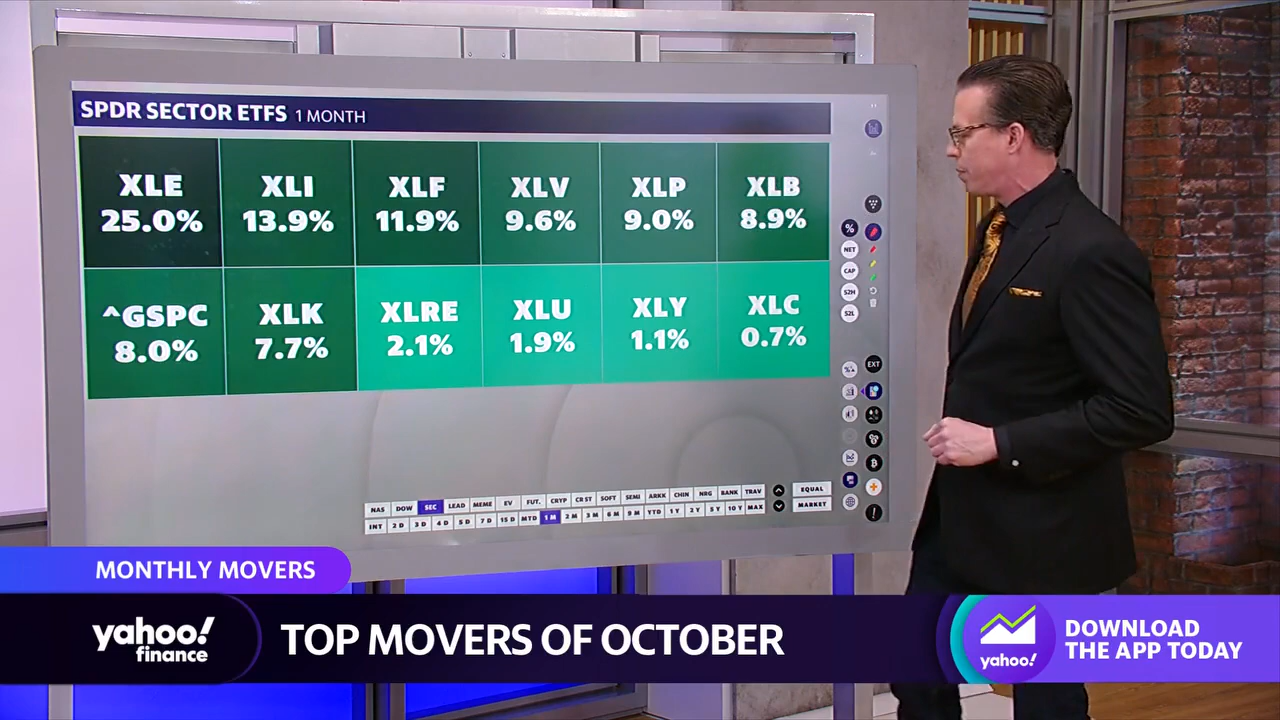 SPDR SECTOR ETFS 1 MONTH
XLE XLI XLF XLV XLP XLB
25.0% 13.9% 11.9% 9.6% 9.0% 8.9%
^GSPC XLK XLRE XLU XLY XLC
8.0% 7.7% 2.1% 1.9% 1.1% 0.7%
%
NET
CAP
52H
52L
EXT
NAS DOW SEC LEAD MEME EV FUT. CRYP CR ST SOFT SEMI ARKK CHIN NRG BANK TRAV EQUAL
INT 2 D 3 D 4 D 5 D 7 D 15 D MTD 1 M 2 M 3 M 6 M 9 M YTD 1 Y 2 Y 5 Y 10 Y MAX MARKET
MONTHLY MOVERS
yahoo!
finance
TOP MOVERS OF OCTOBER
yahoo!
DOWNLOAD
THE APP TODAY